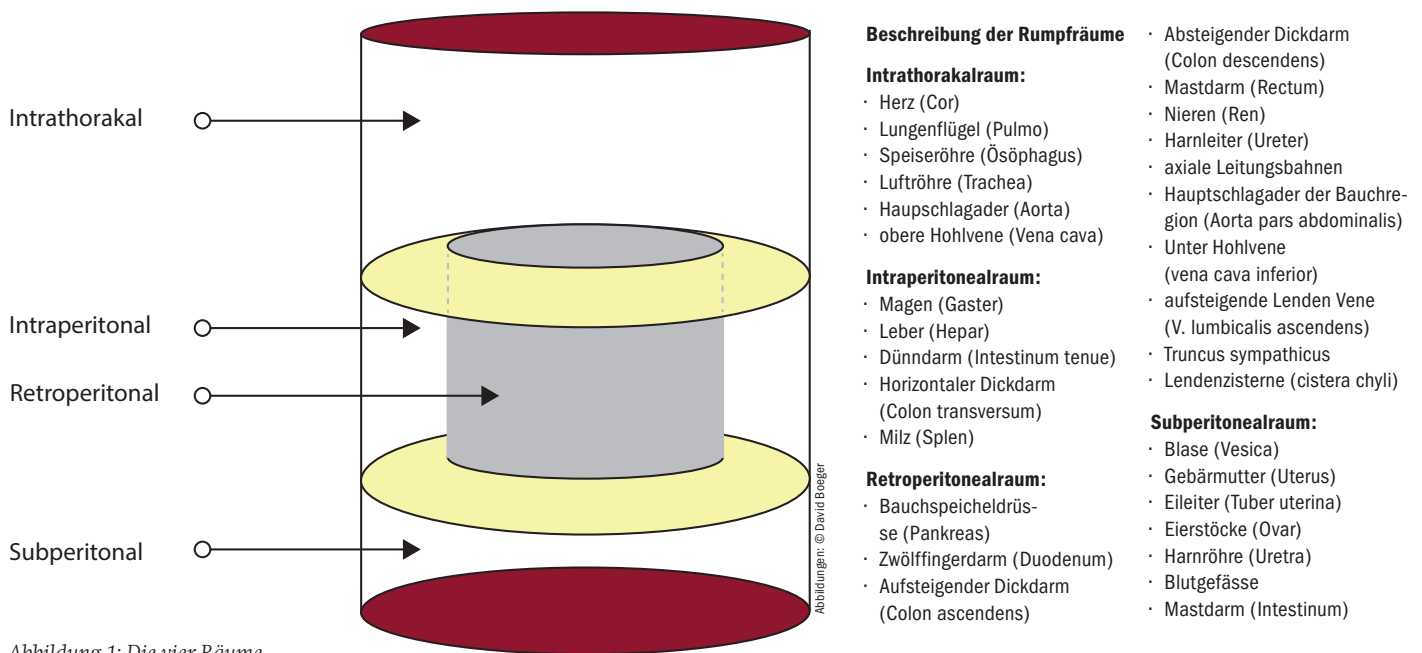 Intrathorakal
Intraperitonal
Retroperitonal
Subperitonal
Abbildungen: © David Boeger
Abbildung 1: Die vier Räume
Beschreibung der Rumpfräume
Intrathorakalraum:
· Herz (Cor)
· Lungenflügel (Pulmo)
· Speiseröhre (Ösöphagus)
· Luftröhre (Trachea)
· Haupschlagader (Aorta)
· obere Hohlvene (Vena cava)
Intraperitonealraum:
· Magen (Gaster)
· Leber (Hepar)
· Dünndarm (Intestinum tenue)
· Horizontaler Dickdarm
(Colon transversum)
· Milz (Splen)
Retroperitonealraum:
· Bauchspeicheldrüs-
se (Pankreas)
· Zwölffingerdarm (Duodenum)
· Aufsteigender Dickdarm
(Colon ascendens)
· Absteigender Dickdarm
(Colon descendens)
· Mastdarm (Rectum)
· Nieren (Ren)
· Harnleiter (Ureter)
· axiale Leitungsbahnen
· Hauptschlagader der Bauchre-
gion (Aorta pars abdominalis)
· Unter Hohlvene
(vena cava inferior)
· aufsteigende Lenden Vene
(V. lumbicalis ascendens)
· Truncus sympathicus
· Lendenzisterne (cistera chyli)
Subperitonealraum:
· Blase (Vesica)
· Gebärmutter (Uterus)
· Eileiter (Tuber uterina)
· Eierstöcke (Ovar)
· Harnröhre (Uretra)
· Blutgefässe
· Mastdarm (Intestinum)